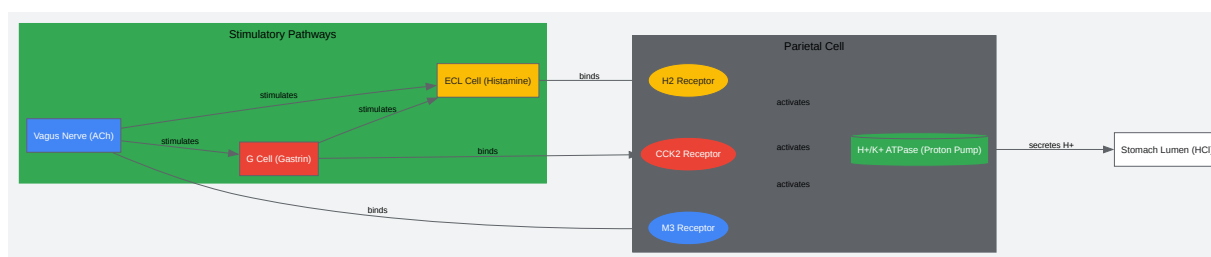 Stimulatory Pathways
Parietal Cell
ECL Cell (Histamine)
binds
H2 Receptor
stimulates
activates
stimulates
Vagus Nerve (ACh)
stimulates
G Cell (Gastrin)
binds
CCK2 Receptor
activates
H+/K+ ATPase (Proton Pump)
secretes H+
Stomach Lumen (HCl)
activates
binds
M3 Receptor